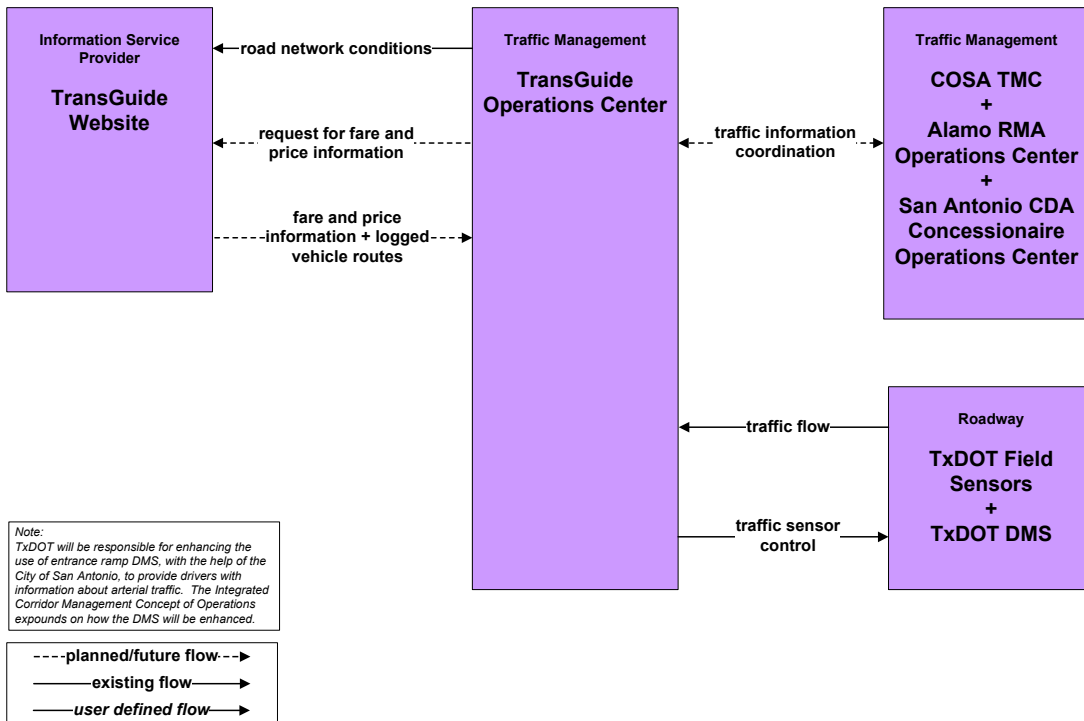 Information Service
Provider
TransGuide
Website
road network conditions
request for fare and
price information
fare and price
information + logged
vehicle routes
Traffic Management
TransGuide
Operations Center
traffic information
coordination
Traffic Management
COSA TMC
+
Alamo RMA
Operations Center
+
San Antonio CDA
Concessionaire
Operations Center
traffic flow
traffic sensor
control
Roadway
TxDOT Field
Sensors
+
TxDOT DMS
Note:
TxDOT will be responsible for enhancing the
use of entrance ramp DMS, with the help of the
City of San Antonio, to provide drivers with
information about arterial traffic. The Integrated
Corridor Management Concept of Operations
expounds on how the DMS will be enhanced.
planned/future flow
existing flow
user defined flow